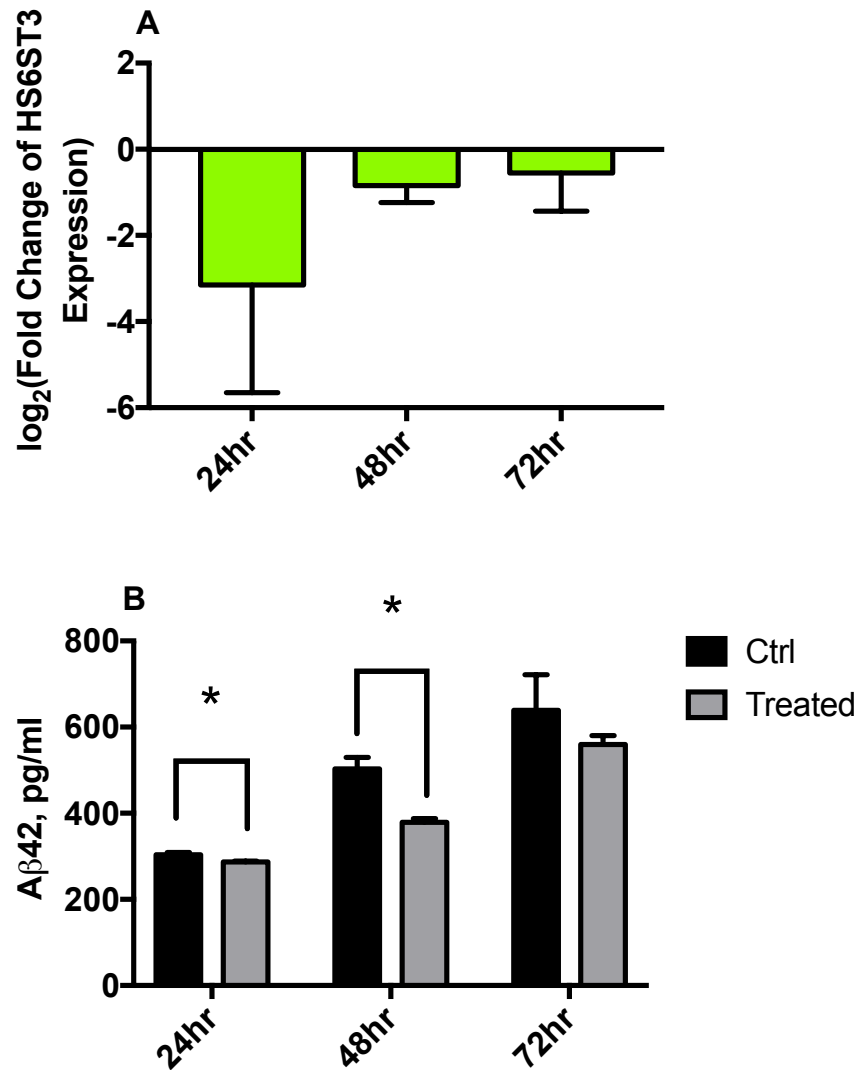 A
log₂(Fold Change of HS6ST3
Expression)
2
0
-2
-4
-6
24hr
48hr
72hr
B
Aβ42, pg/ml
800
600
400
200
0
*
*
24hr
48hr
72hr
Ctrl
Treated